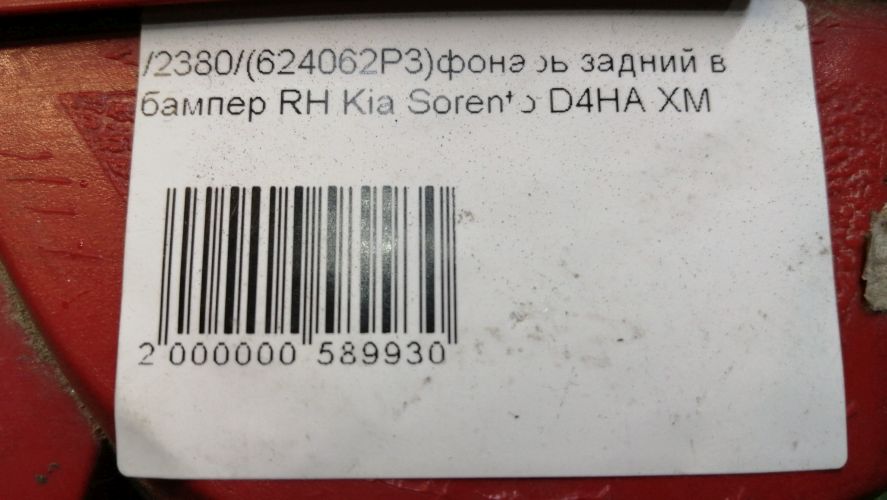 /2380/(624062P3)фонарь задний в
бампер RH Kia Sorento D4HA XM
2 000000 589930